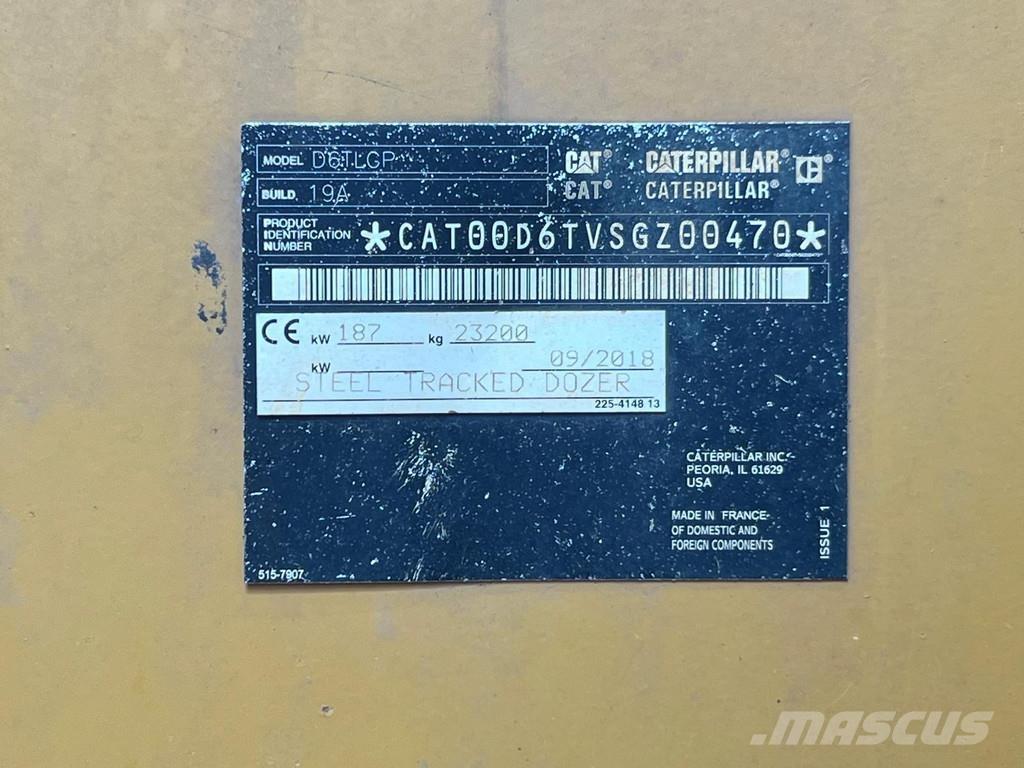 MODEL D6TLGP
BUILD 19A
CAT® CATERPILLAR®
CAT® CATERPILLAR®
PRODUCT
IDENTIFICATION
NUMBER
*CAT00D6TVSGZ00470*
CE kW 187 kg 23200
kW 09/2018
STEEL TRACKED DOZER
225-4148 13
CATERPILLAR INC.
PEORIA, IL 61629
USA
MADE IN FRANCE
OF DOMESTIC AND
FOREIGN COMPONENTS
ISSUE 1
515-7907
MASCUS